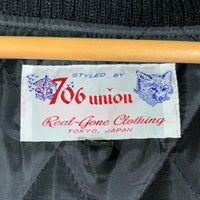 STYLED BY
706 union
Real-Gone Clothing
TOKYO, JAPAN